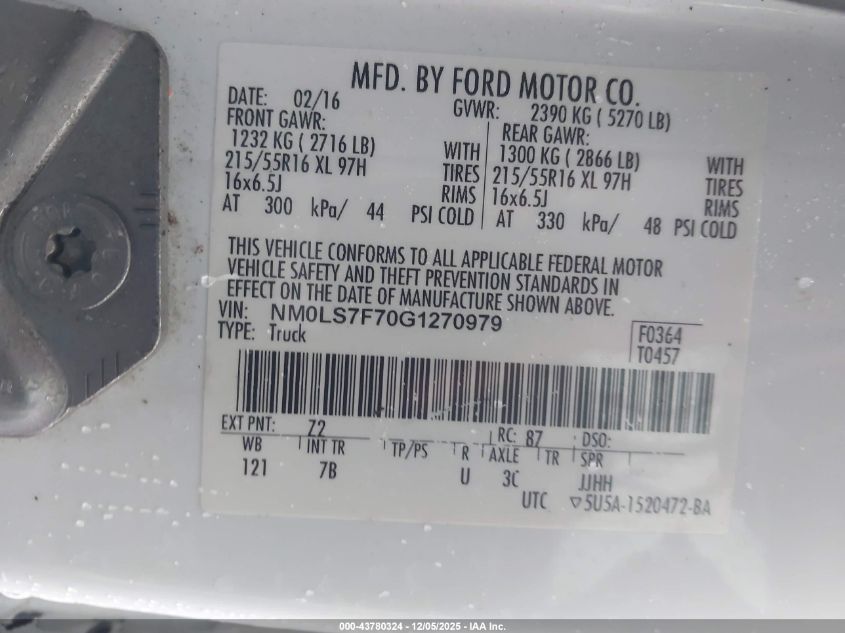 MFD. BY FORD MOTOR CO.
DATE: 02/16 GVWR: 2390 KG ( 5270 LB)
FRONT GAWR: REAR GAWR:
1232 KG ( 2716 LB) WITH 1300 KG ( 2866 LB) WITH
215/55R16 XL 97H TIRES 215/55R16 XL 97H TIRES
16x6.5J RIMS 16x6.5J RIMS
AT 300 kPa/ 44 PSI COLD AT 330 kPa/ 48 PSI COLD
THIS VEHICLE CONFORMS TO ALL APPLICABLE FEDERAL MOTOR
VEHICLE SAFETY AND THEFT PREVENTION STANDARDS IN
EFFECT ON THE DATE OF MANUFACTURE SHOWN ABOVE.
VIN: NM0LS7F70G1270979
TYPE: Truck
F0364
T0457
EXT PNT: Z2 RC: 87 DSO:
WB INT TR TP/PS R AXLE TR SPR
121 7B U 3C JJHH
UTC ▽5U5A-1520472-BA
000-43780324 - 12/05/2025 - IAA Inc.